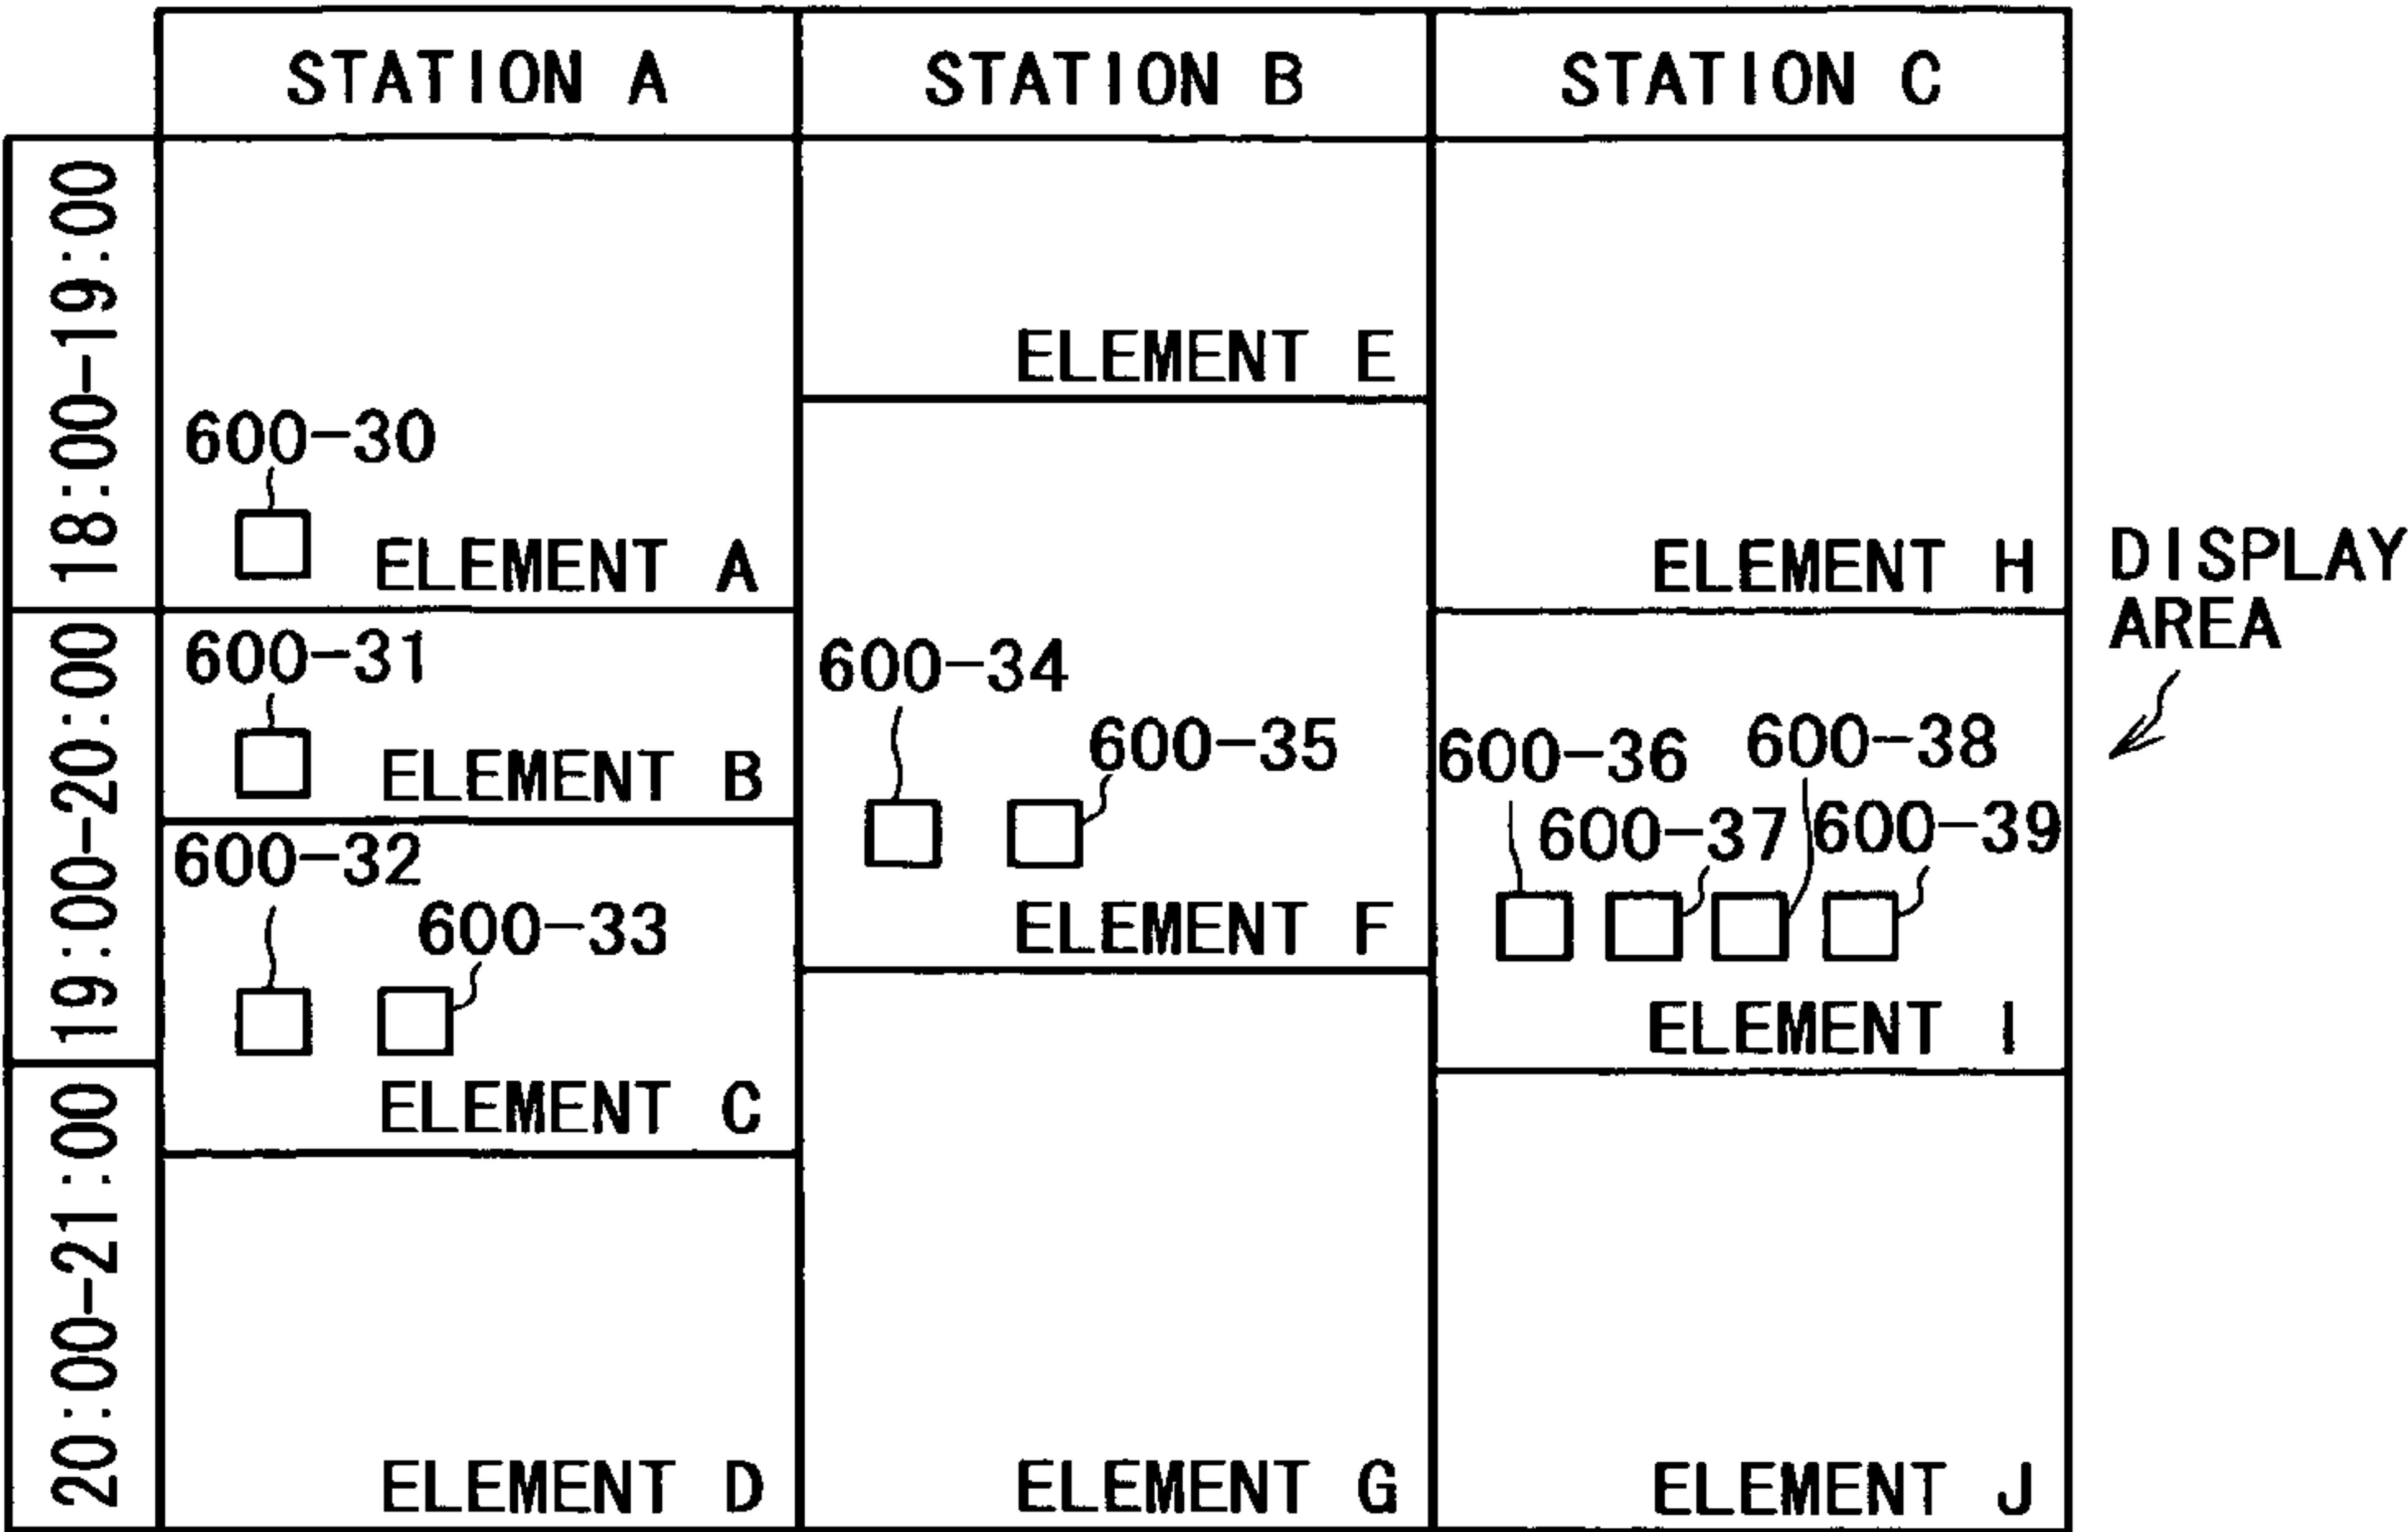 STATION A
STATION B
STATION C
18:00-19:00
600-30
ELEMENT A
ELEMENT E
ELEMENT H
19:00-20:00
600-31
ELEMENT B
600-32
600-33
ELEMENT C
600-34
600-35
ELEMENT F
600-36
600-38
600-37
600-39
ELEMENT I
20:00-21:00
ELEMENT D
ELEMENT G
ELEMENT J
DISPLAY
AREA